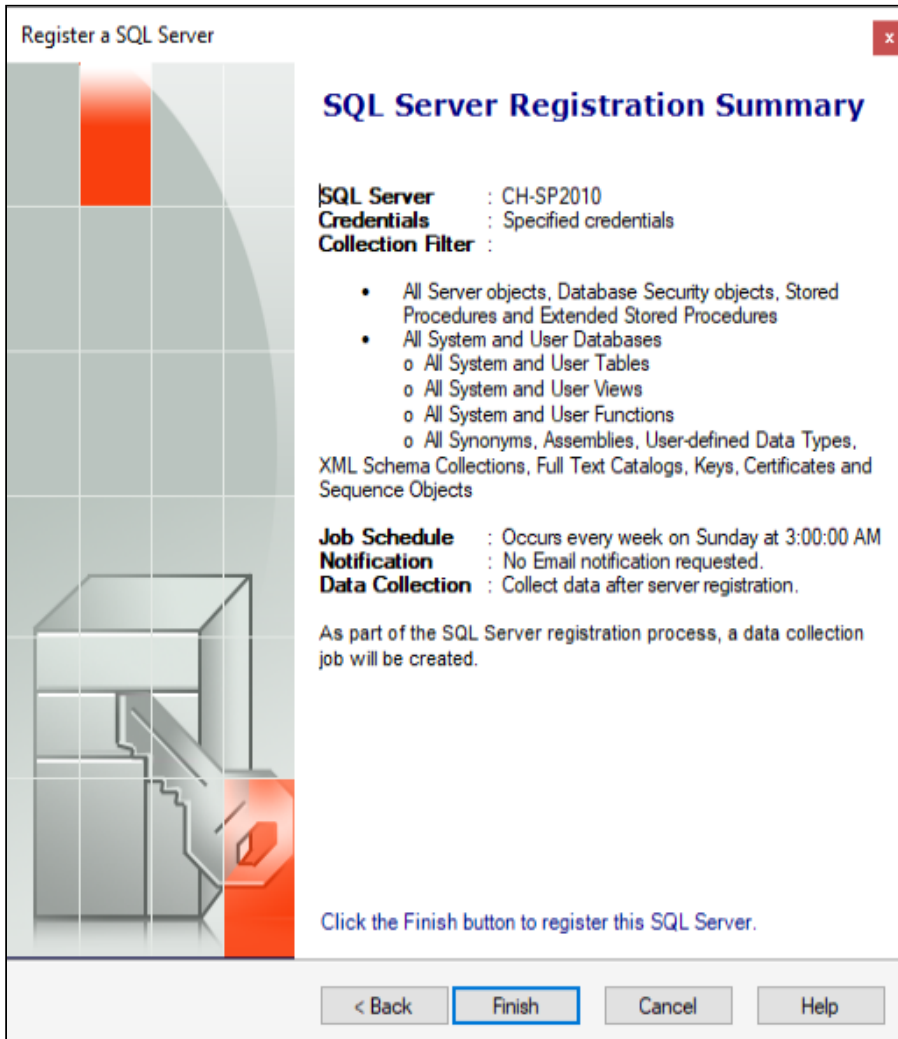 Register a SQL Server
x
SQL Server Registration Summary
SQL Server : CH-SP2010
Credentials : Specified credentials
Collection Filter :
• All Server objects, Database Security objects, Stored
Procedures and Extended Stored Procedures
• All System and User Databases
o All System and User Tables
o All System and User Views
o All System and User Functions
o All Synonyms, Assemblies, User-defined Data Types,
XML Schema Collections, Full Text Catalogs, Keys, Certificates and
Sequence Objects
Job Schedule : Occurs every week on Sunday at 3:00:00 AM
Notification : No Email notification requested.
Data Collection : Collect data after server registration.
As part of the SQL Server registration process, a data collection
job will be created.
Click the Finish button to register this SQL Server.
< Back Finish Cancel Help